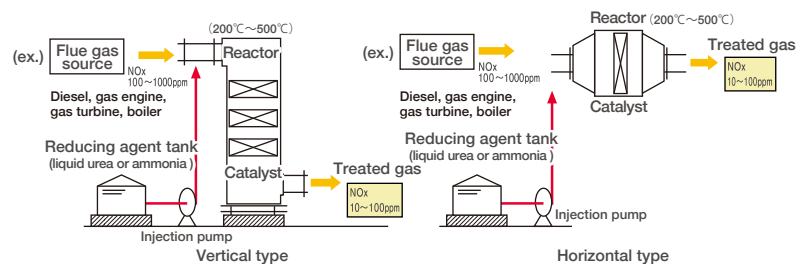 (200℃～500℃)
(ex.)
Flue gas
source
NOx
100～1000ppm
Reactor
Diesel, gas engine,
gas turbine, boiler
Reducing agent tank
(liquid urea or ammonia)
Catalyst
Treated gas
NOx
10～100ppm
Injection pump
Vertical type
Reactor (200℃～500℃)
(ex.)
Flue gas
source
NOx
100～1000ppm
Treated gas
NOx
10～100ppm
Diesel, gas engine,
gas turbine, boiler
Catalyst
Reducing agent tank
(liquid urea or ammonia)
Injection pump
Horizontal type